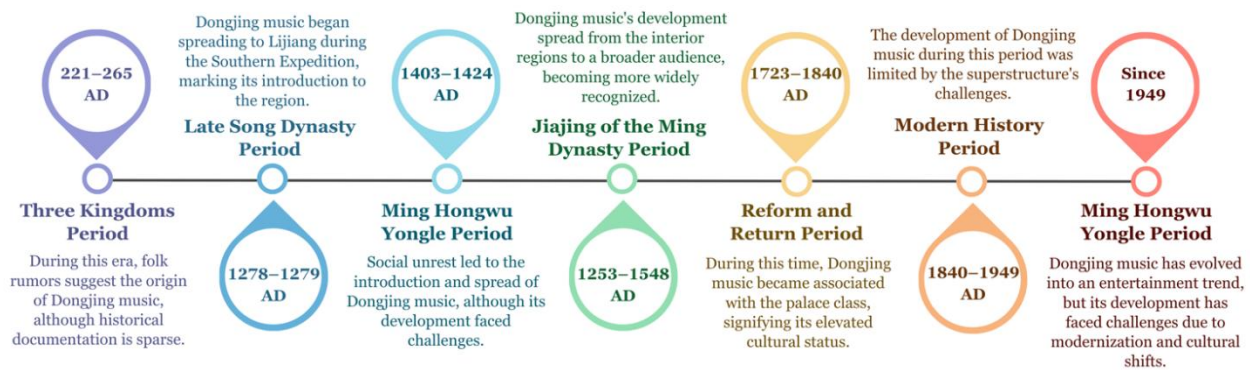 221–265
AD
Three Kingdoms
Period
During this era, folk
rumors suggest the origin
of Dongjing music,
although historical
documentation is sparse.
Dongjing music began
spreading to Lijiang during
the Southern Expedition,
marking its introduction to
the region.
Late Song Dynasty
Period
1278–1279
AD
1403–1424
AD
Ming Hongwu
Yongle Period
Social unrest led to the
introduction and spread of
Dongjing music, although its
development faced
challenges.
Dongjing music's development
spread from the interior
regions to a broader audience,
becoming more widely
recognized.
Jiajing of the Ming
Dynasty Period
1253–1548
AD
1723–1840
AD
Reform and
Return Period
During this time, Dongjing
music became associated
with the palace class,
signifying its elevated
cultural status.
The development of Dongjing
music during this period was
limited by the superstructure's
challenges.
Modern History
Period
1840–1949
AD
Since
1949
Ming Hongwu
Yongle Period
Dongjing music has evolved
into an entertainment trend,
but its development has
faced challenges due to
modernization and cultural
shifts.